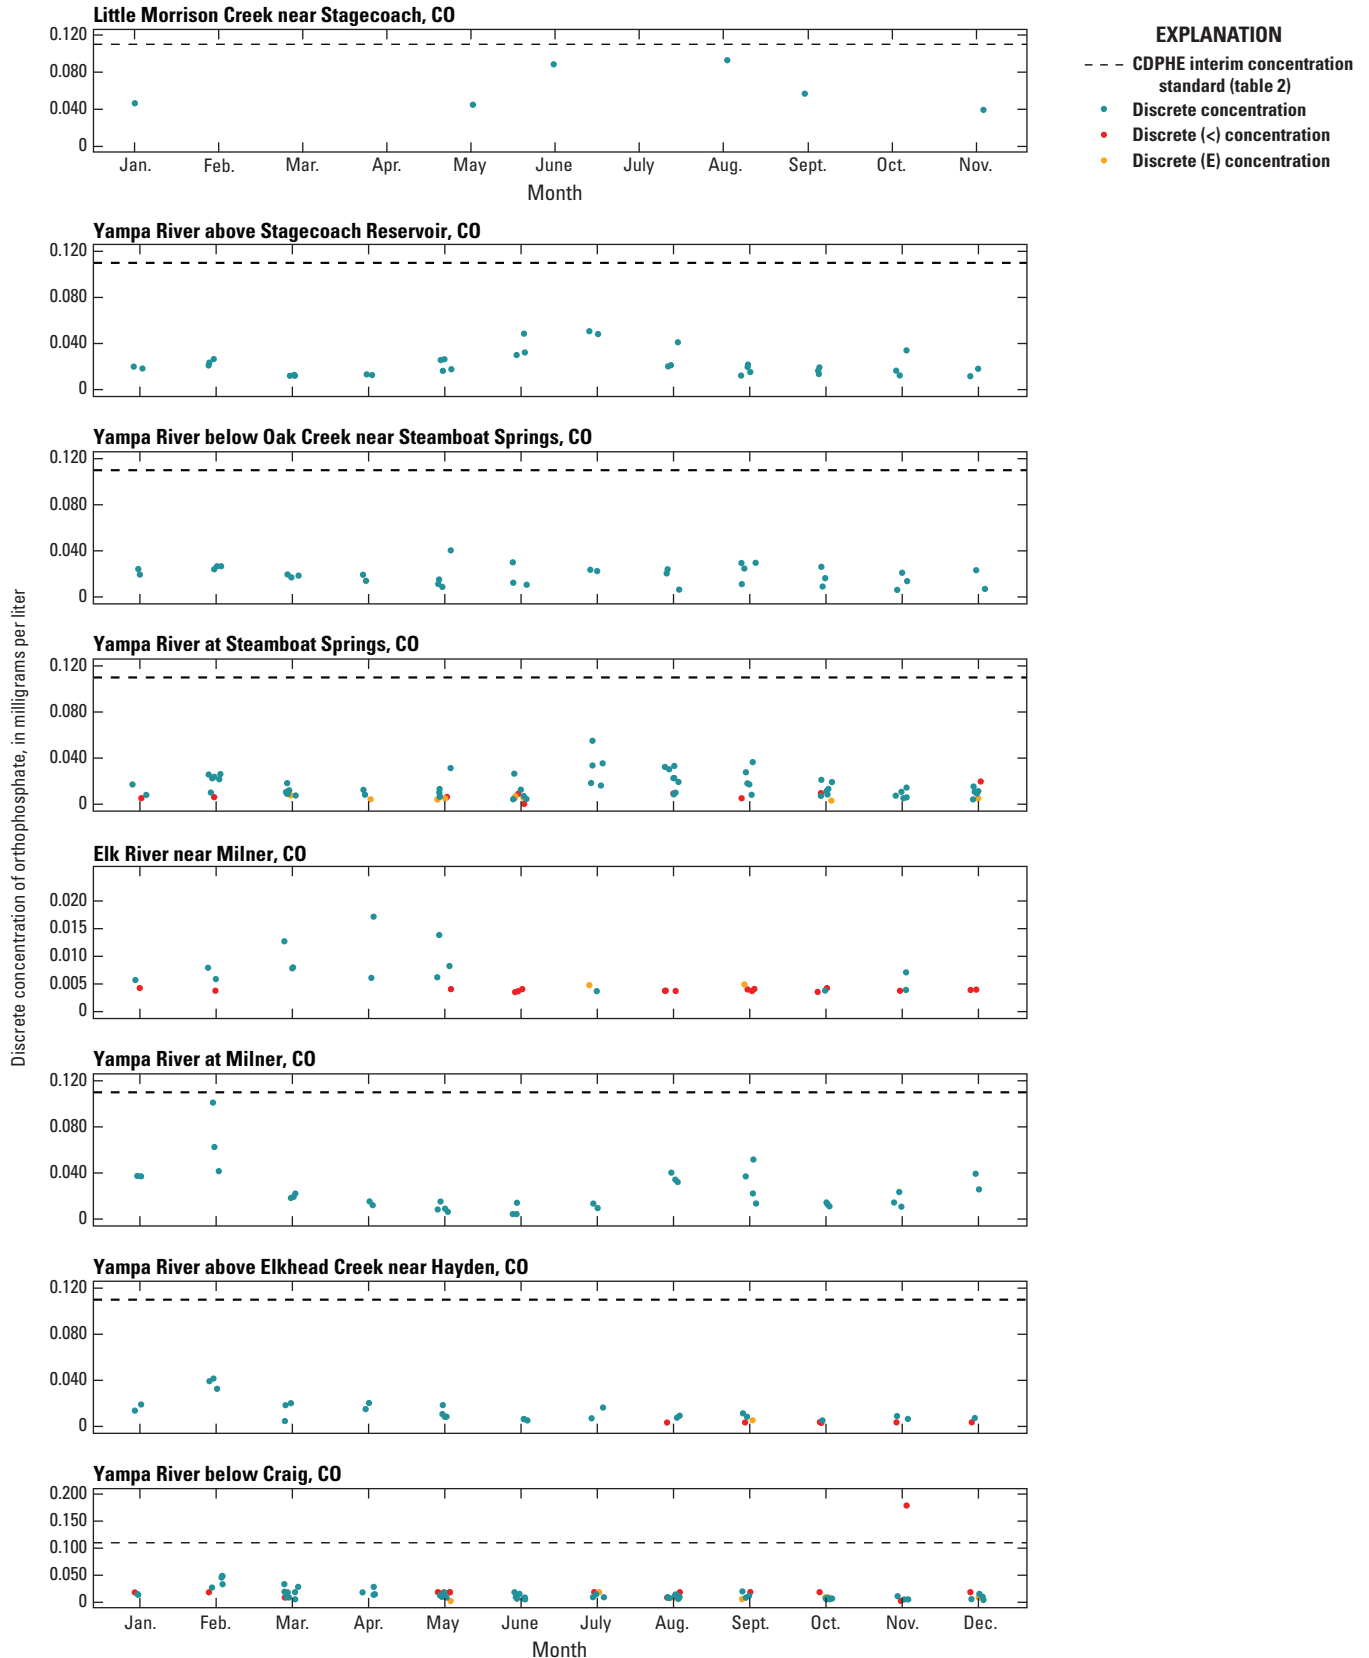 Little Morrison Creek near Stagecoach, CO
0.120
0.080
0.040
0
Jan. Feb. Mar. Apr. May June July Aug. Sept. Oct. Nov.
Month
EXPLANATION
CDPHE interim concentration
standard (table 2)
Discrete concentration
Discrete (<) concentration
Discrete (E) concentration
Discrete concentration of orthophosphate, in milligrams per liter
Yampa River above Stagecoach Reservoir, CO
0.120
0.080
0.040
0
Yampa River below Oak Creek near Steamboat Springs, CO
0.120
0.080
0.040
0
Yampa River at Steamboat Springs, CO
0.120
0.080
0.040
0
Elk River near Milner, CO
0.020
0.015
0.010
0.005
0
Yampa River at Milner, CO
0.120
0.080
0.040
0
Yampa River above Elkhead Creek near Hayden, CO
0.120
0.080
0.040
0
Yampa River below Craig, CO
0.200
0.150
0.100
0.050
0
Jan. Feb. Mar. Apr. May June July Aug. Sept. Oct. Nov. Dec.
Month